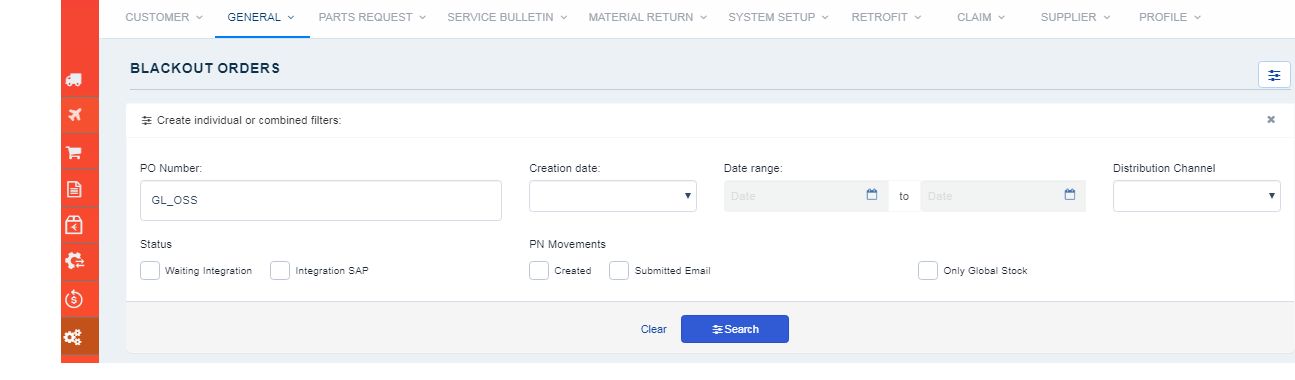 CUSTOMER GENERAL PARTS REQUEST SERVICE BULLETIN MATERIAL RETURN SYSTEM SETUP RETROFIT CLAIM SUPPLIER PROFILE
BLACKOUT ORDERS
Create individual or combined filters:
PO Number: Creation date: Date range: Distribution Channel
GL_OSS Date to Date
Status PN Movements
Waiting Integration Integration SAP Created Submitted Email Only Global Stock
Clear Search